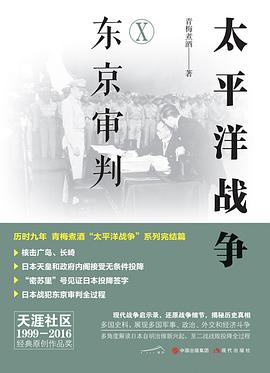 太平洋战争
X
东京审判
青梅煮酒——著
历时九年 青梅煮酒“太平洋战争”系列完结篇
核击广岛、长崎
日本天皇和政府内阁接受无条件投降
“密苏里”号见证日本投降签字
日本战犯东京审判全过程
天涯社区
1999—2016
经典原创作品奖
现代战争启示录，还原战争细节，揭秘历史真相
多国史料，展现多国军事、政治、外交和经济斗争
多角度解读日本自明治维新兴起，至二战战败投降全过程
中国出版集团
现代出版社